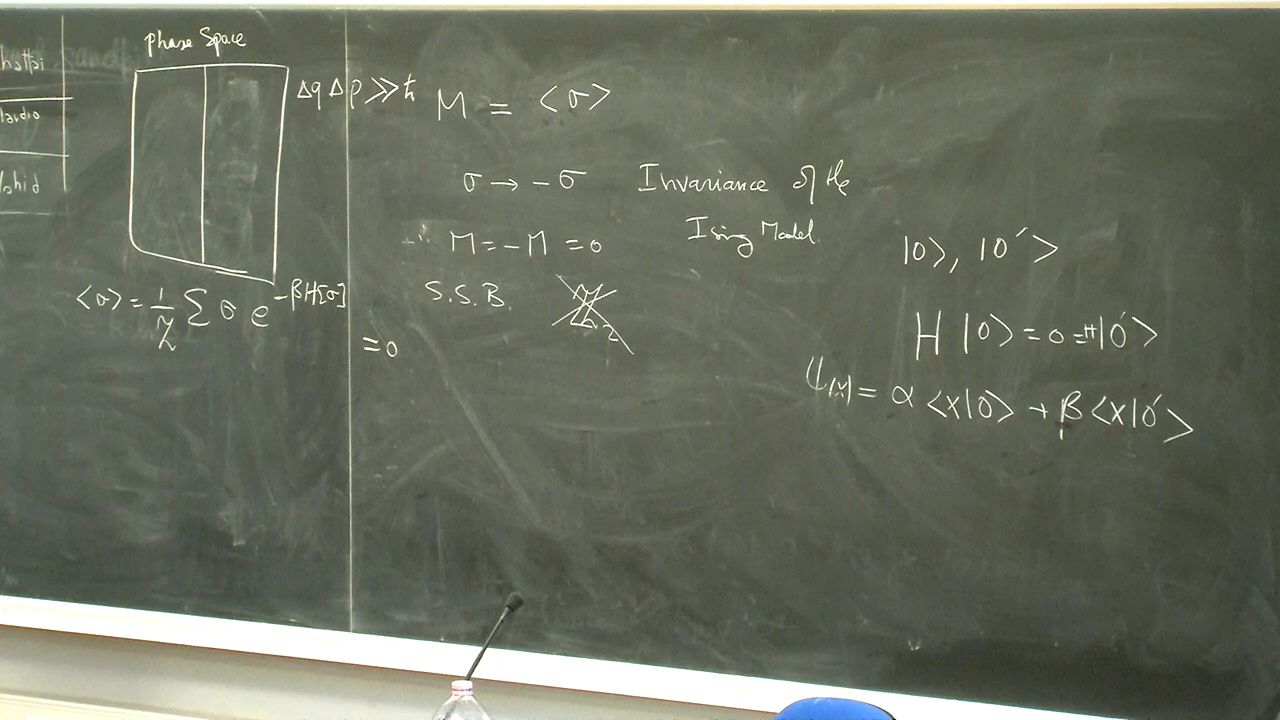 Phase Space
Δq Δp >> ħ
<σ> = 1/Z Σ σ e^{-βH[σ]}
= 0
M = <σ>
σ → - σ Invariance of the
Ising Model.
∴ M = - M = 0
S.S.B. Z₂
|0>, |0´>
H |0> = 0 = H|0´>
ψ(x) = α <x|0> + β <x|0´>